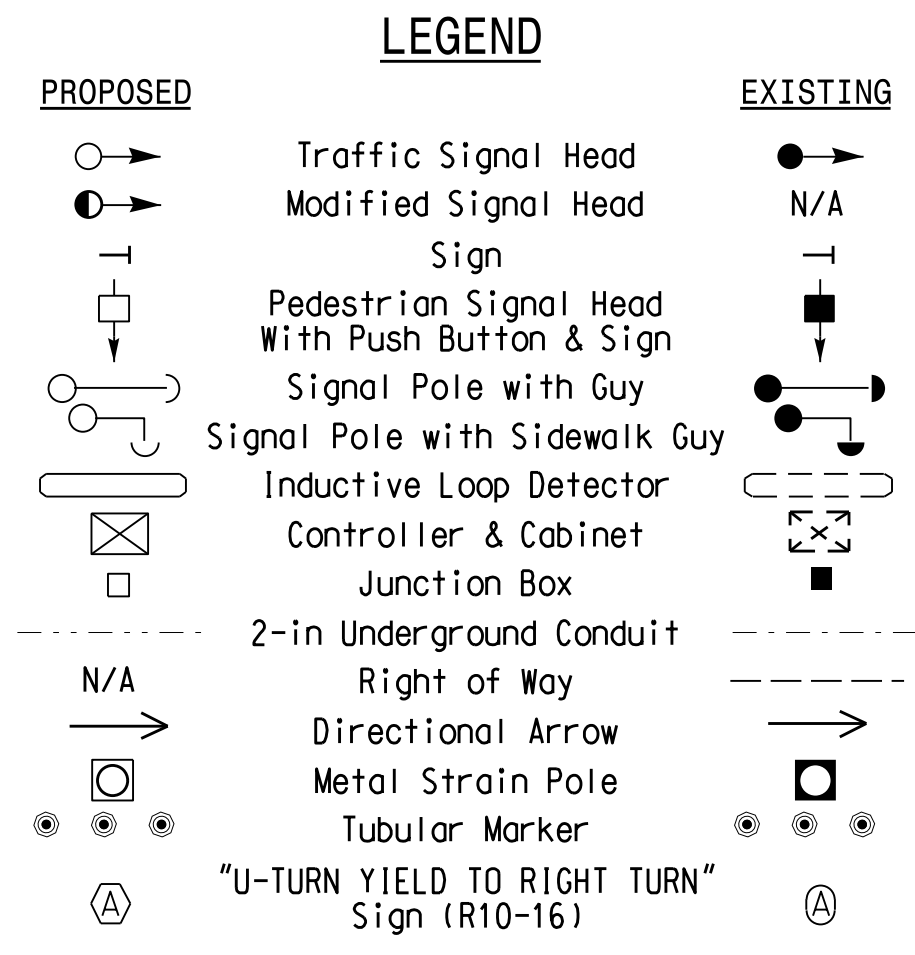 LEGEND
PROPOSED EXISTING
Traffic Signal Head
Modified Signal Head N/A
Sign
Pedestrian Signal Head
With Push Button & Sign
Signal Pole with Guy
Signal Pole with Sidewalk Guy
Inductive Loop Detector
Controller & Cabinet
Junction Box
2-in Underground Conduit
N/A Right of Way
Directional Arrow
Metal Strain Pole
Tubular Marker
"U-TURN YIELD TO RIGHT TURN"
A Sign (R10-16) A